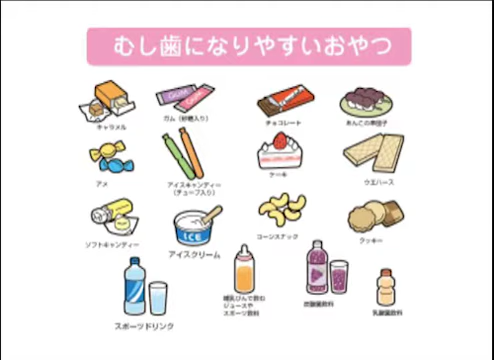 むし歯になりやすいおやつ
GUM
GUM
キャラメル
ガム（砂糖入り）
チョコレート
あんこの串団子
アメ
アイスキャンディー
（チューブ入り）
ケーキ
ウエハース
ソフトキャンディー
ICE
アイスクリーム
コーンスナック
クッキー
スポーツドリンク
哺乳びんで飲む
ジュースや
スポーツ飲料
炭酸飲料
乳酸菌飲料